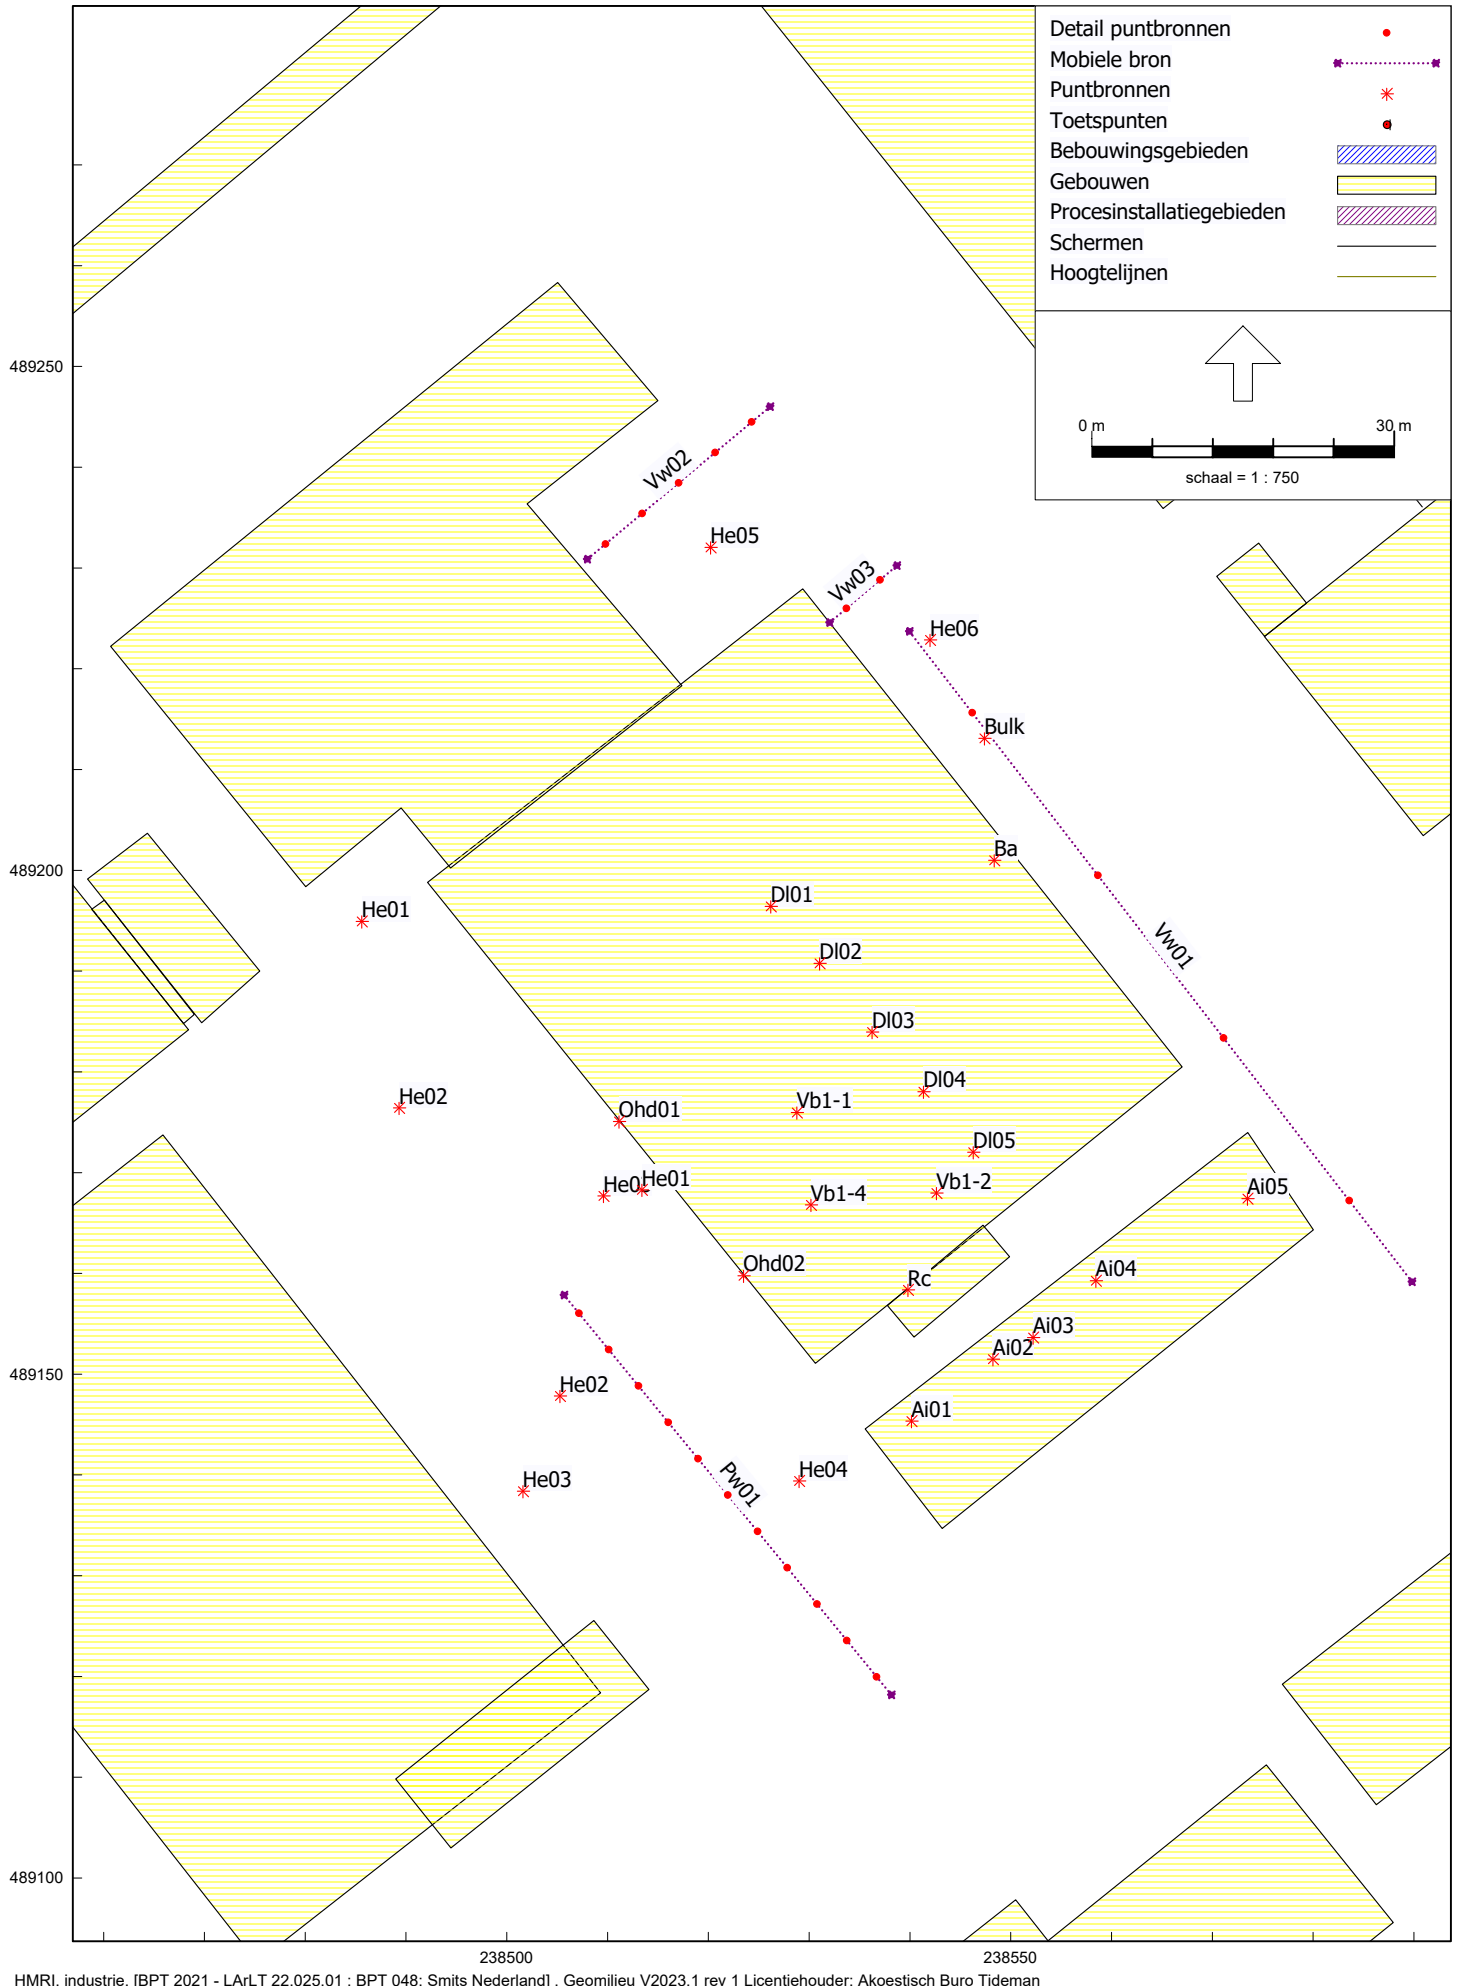 Detail puntbronnen
Mobiele bron
Puntbronnen
Toetspunten
Bebouwingsgebieden
Gebouwen
Procesinstallatiegebieden
Schermen
Hoogtelijnen
489250
0 m 30 m
schaal = 1 : 750
Vw02
He05
Vw03
He06
Bulk
489200
Ba
Dl01
He01
Dl02
Vw01
Dl03
Dl04
He02
Vb1-1
Ohd01
Dl05
He01
Vb1-2
Vb1-4
Ai05
Ohd02
Ai04
Rc
Ai03
Ai02
489150
He02
Ai01
He03
Pw01
He04
489100
238500 238550
HMRI, industrie, [BPT 2021 - LArLT 22.025.01 : BPT 048: Smits Nederland] , Geomilieu V2023.1 rev 1 Licentiehouder: Akoestisch Buro Tideman